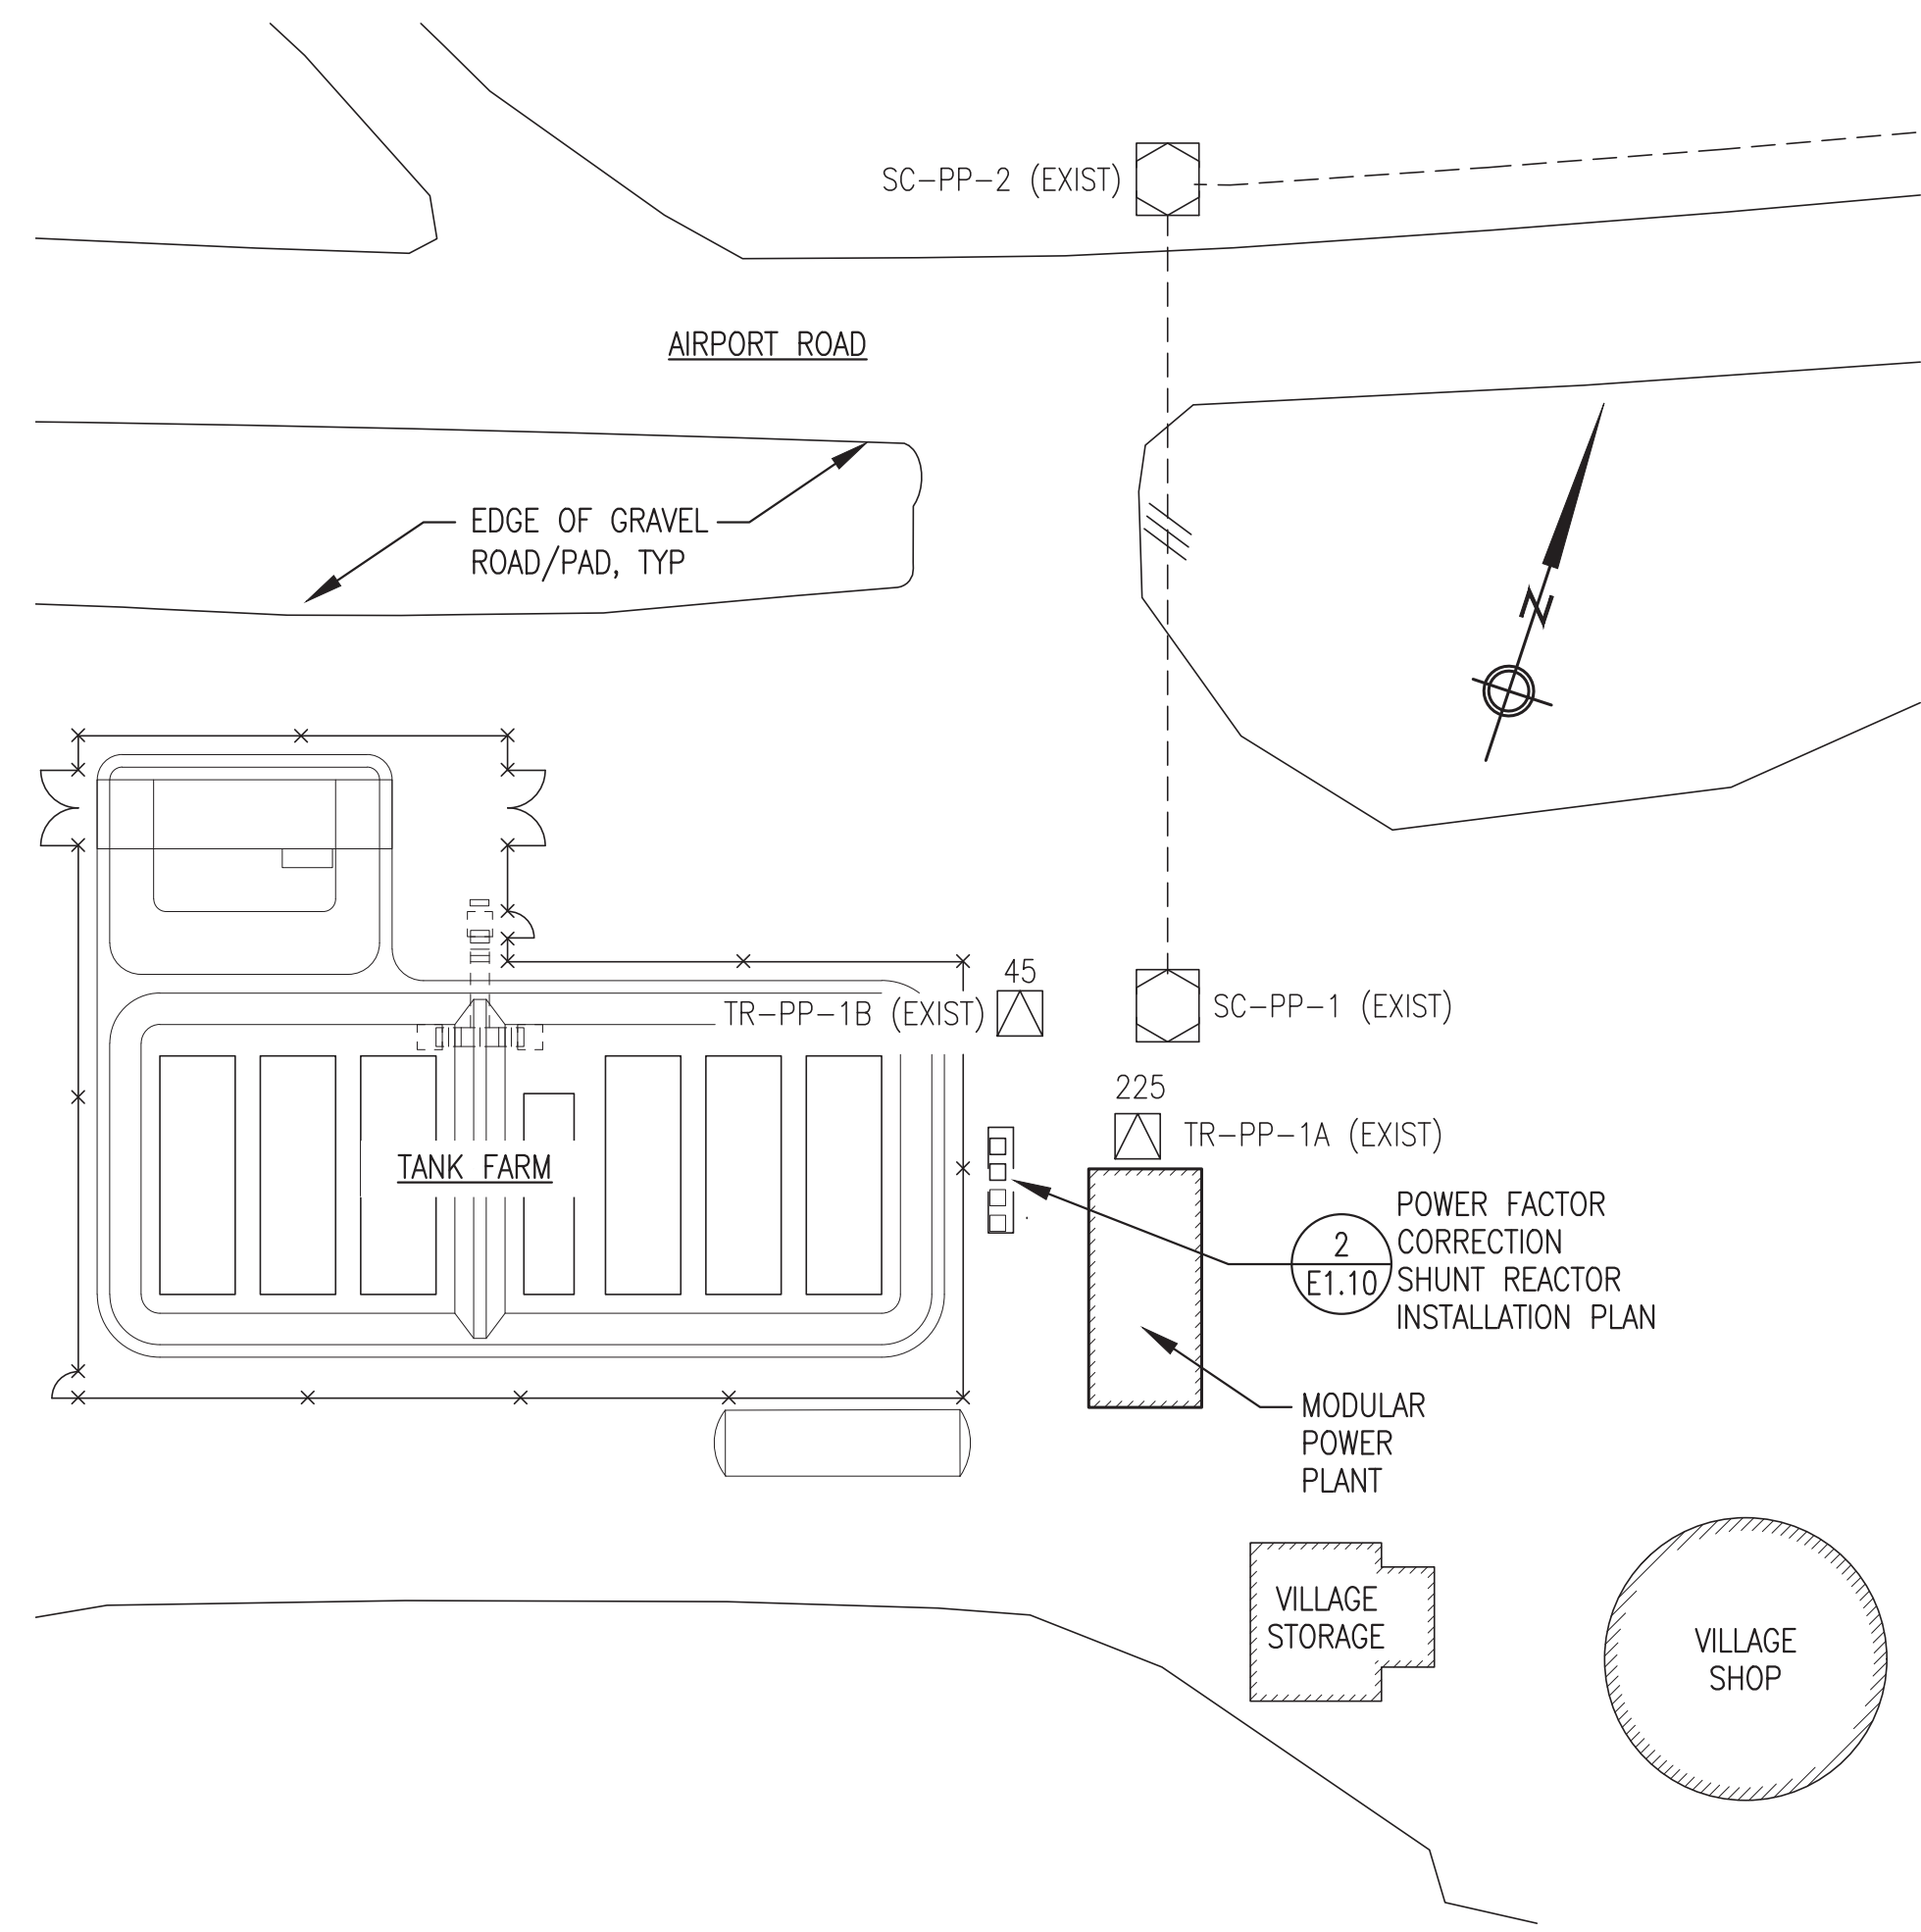 SC-PP-2 (EXIST)
AIRPORT ROAD
EDGE OF GRAVEL
ROAD/PAD, TYP
N
45
TR-PP-1B (EXIST)
SC-PP-1 (EXIST)
225
TR-PP-1A (EXIST)
TANK FARM
2
E1.10
POWER FACTOR
CORRECTION
SHUNT REACTOR
INSTALLATION PLAN
MODULAR
POWER
PLANT
VILLAGE
STORAGE
VILLAGE
SHOP